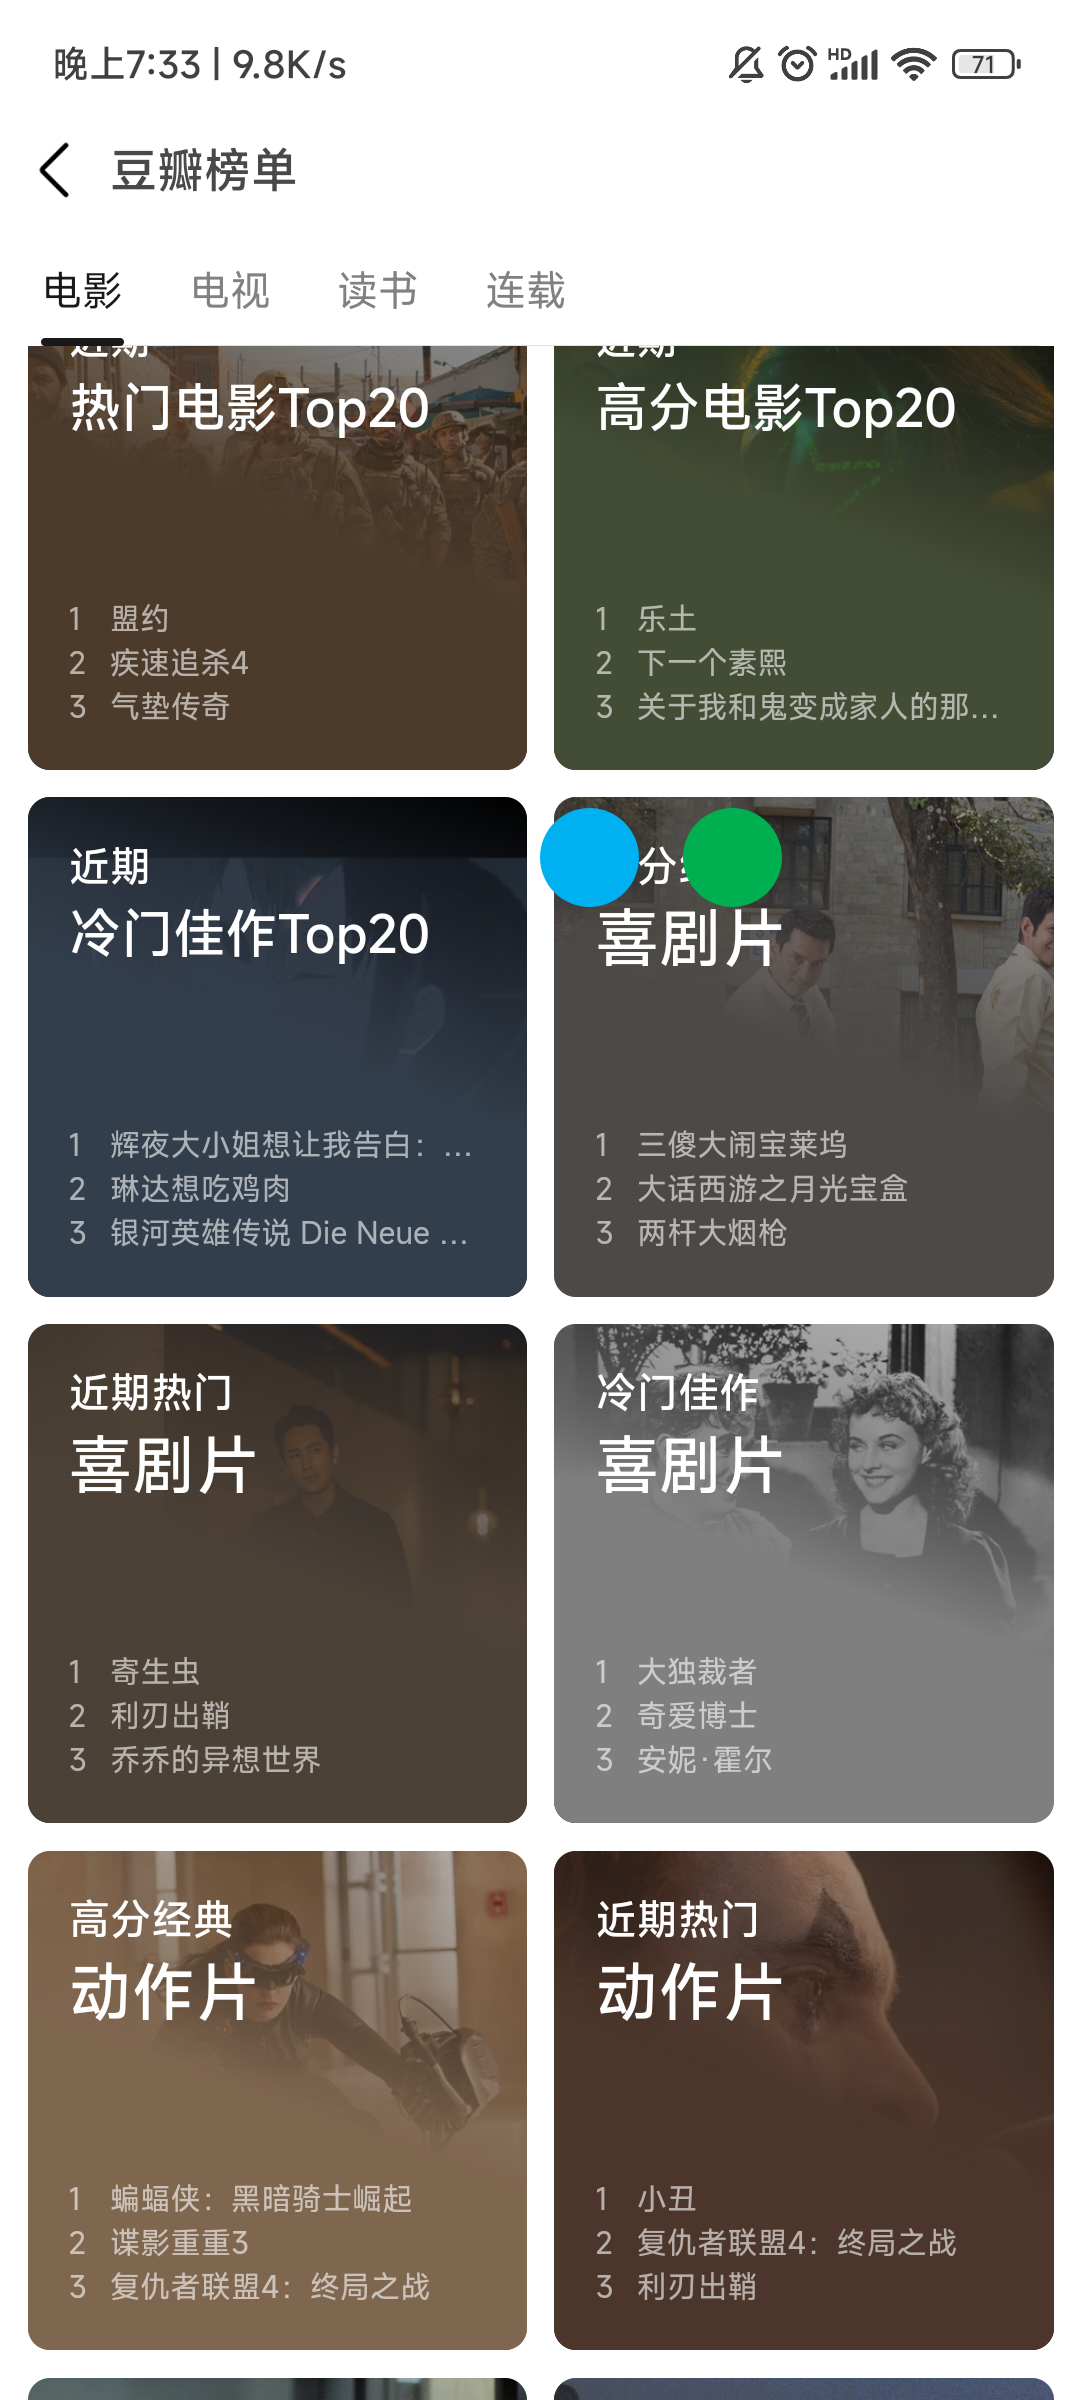 晚上7:33 | 9.8K/s
HD
71
豆瓣榜单
电影 电视 读书 连载
近期
热门电影Top20
1 盟约
2 疾速追杀4
3 气垫传奇
近期
高分电影Top20
1 乐土
2 下一个素熙
3 关于我和鬼变成家人的那...
近期
冷门佳作Top20
1 辉夜大小姐想让我告白：...
2 琳达想吃鸡肉
3 银河英雄传说 Die Neue ...
分
喜剧片
1 三傻大闹宝莱坞
2 大话西游之月光宝盒
3 两杆大烟枪
近期热门
喜剧片
1 寄生虫
2 利刃出鞘
3 乔乔的异想世界
冷门佳作
喜剧片
1 大独裁者
2 奇爱博士
3 安妮·霍尔
高分经典
动作片
1 蝙蝠侠：黑暗骑士崛起
2 谍影重重3
3 复仇者联盟4：终局之战
近期热门
动作片
1 小丑
2 复仇者联盟4：终局之战
3 利刃出鞘